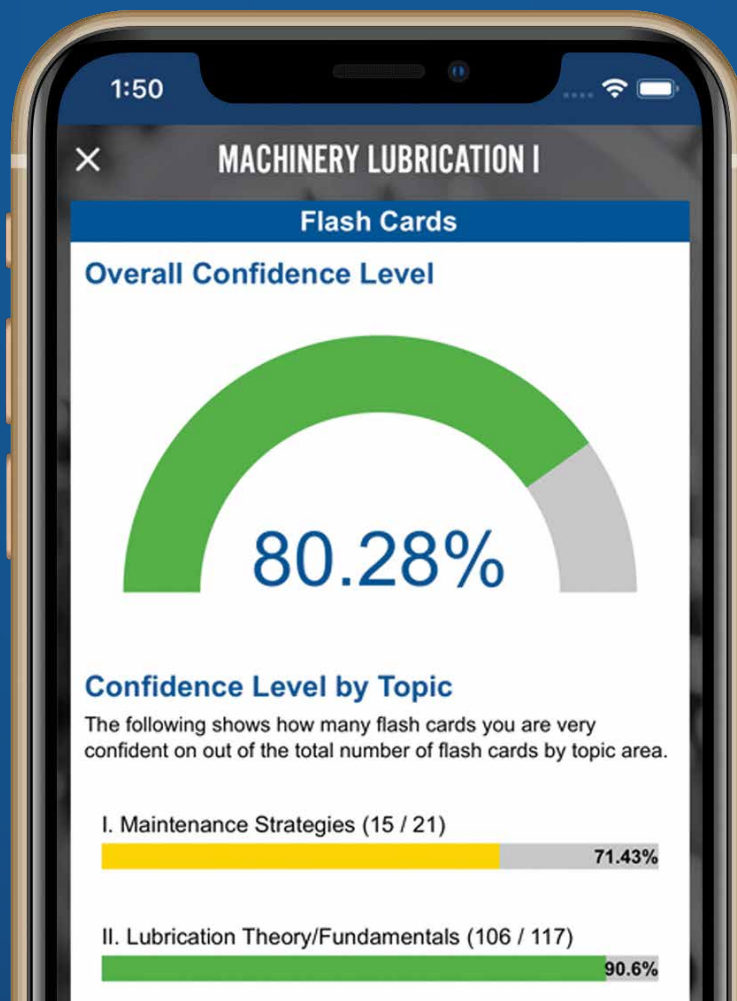 1:50
MACHINERY LUBRICATION I
Flash Cards
Overall Confidence Level
80.28%
Confidence Level by Topic
The following shows how many flash cards you are very
confident on out of the total number of flash cards by topic area.
I. Maintenance Strategies (15 / 21)
71.43%
II. Lubrication Theory/Fundamentals (106 / 117)
90.6%